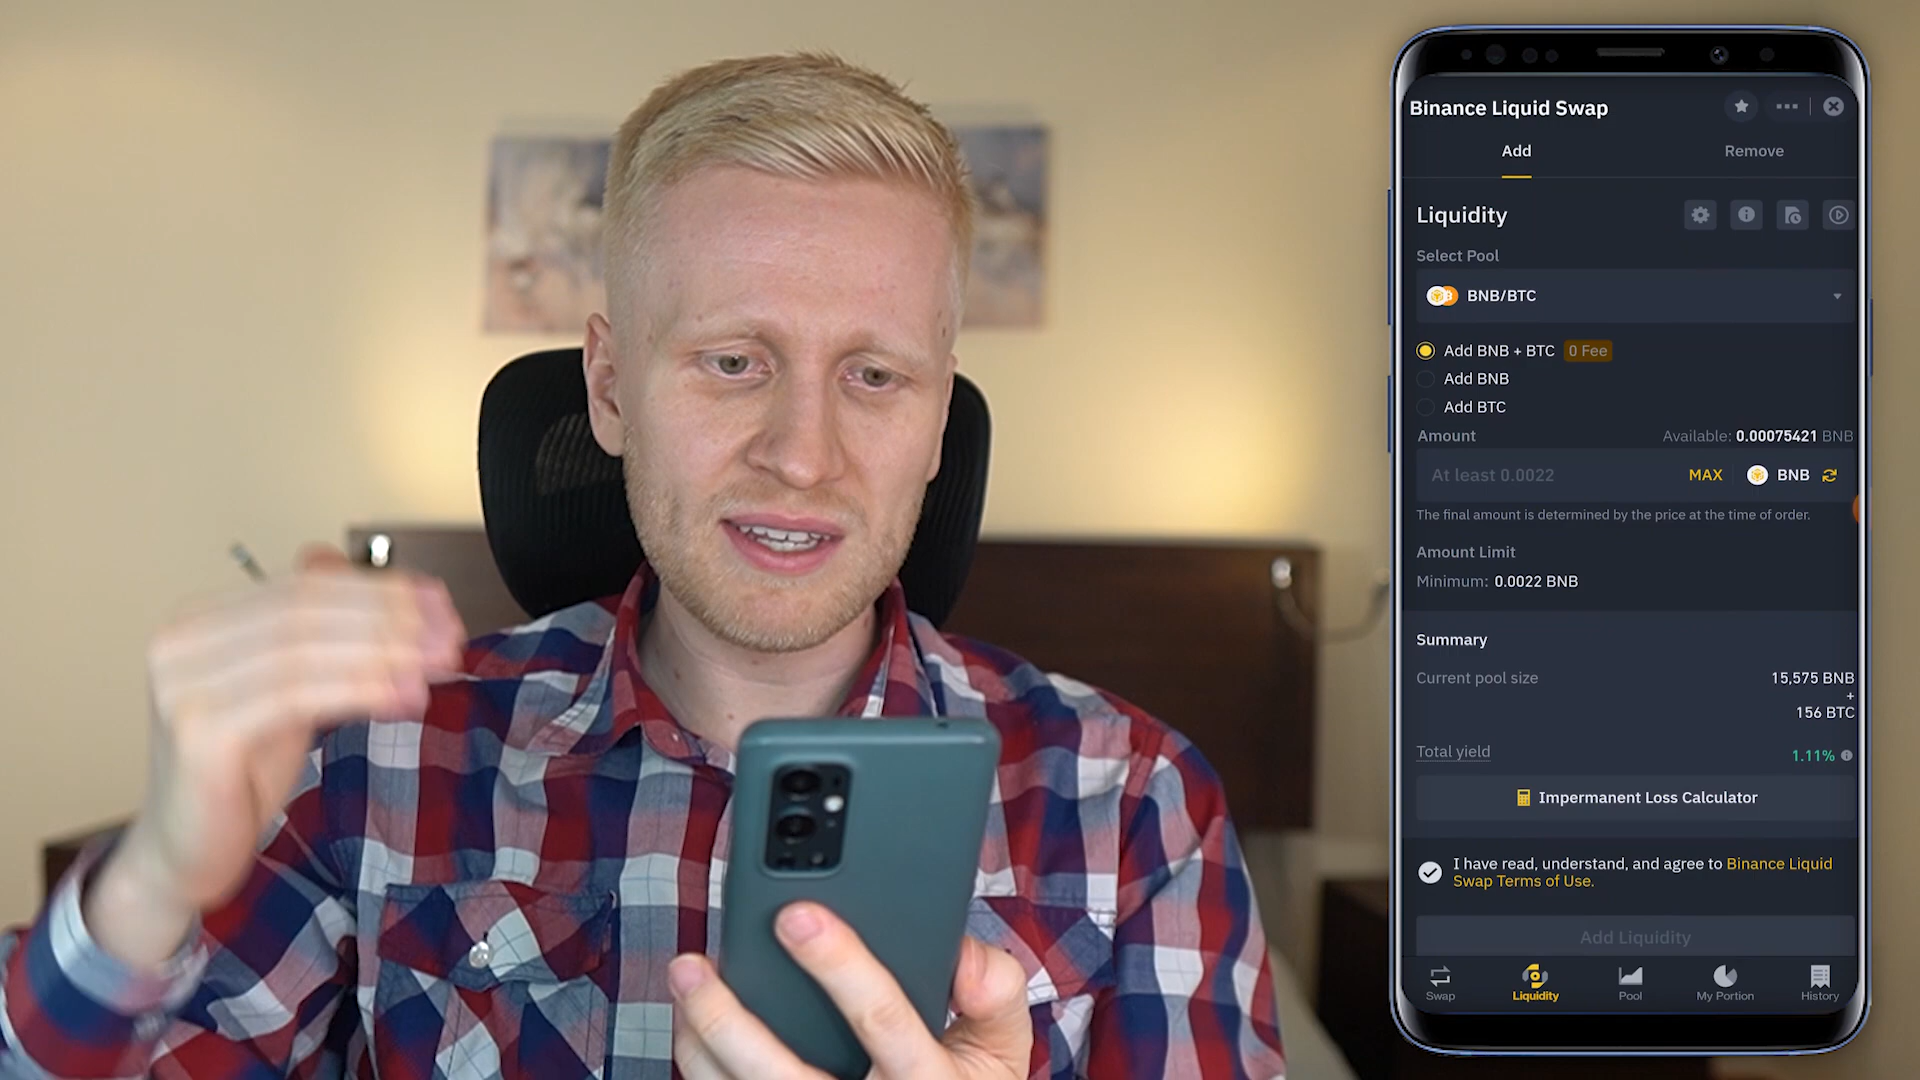 Binance Liquid Swap
Add
Remove
Liquidity
Select Pool
BNB/BTC
Add BNB + BTC 0 Fee
Add BNB
Add BTC
Amount
Available: 0.00075421 BNB
At least 0.0022
MAX
BNB
The final amount is determined by the price at the time of order.
Amount Limit
Minimum: 0.0022 BNB
Summary
Current pool size
15,575 BNB
+
156 BTC
Total yield
1.11%
Impermanent Loss Calculator
I have read, understand, and agree to Binance Liquid
Swap Terms of Use.
Add Liquidity
Swap
Liquidity
Pool
My Portion
History